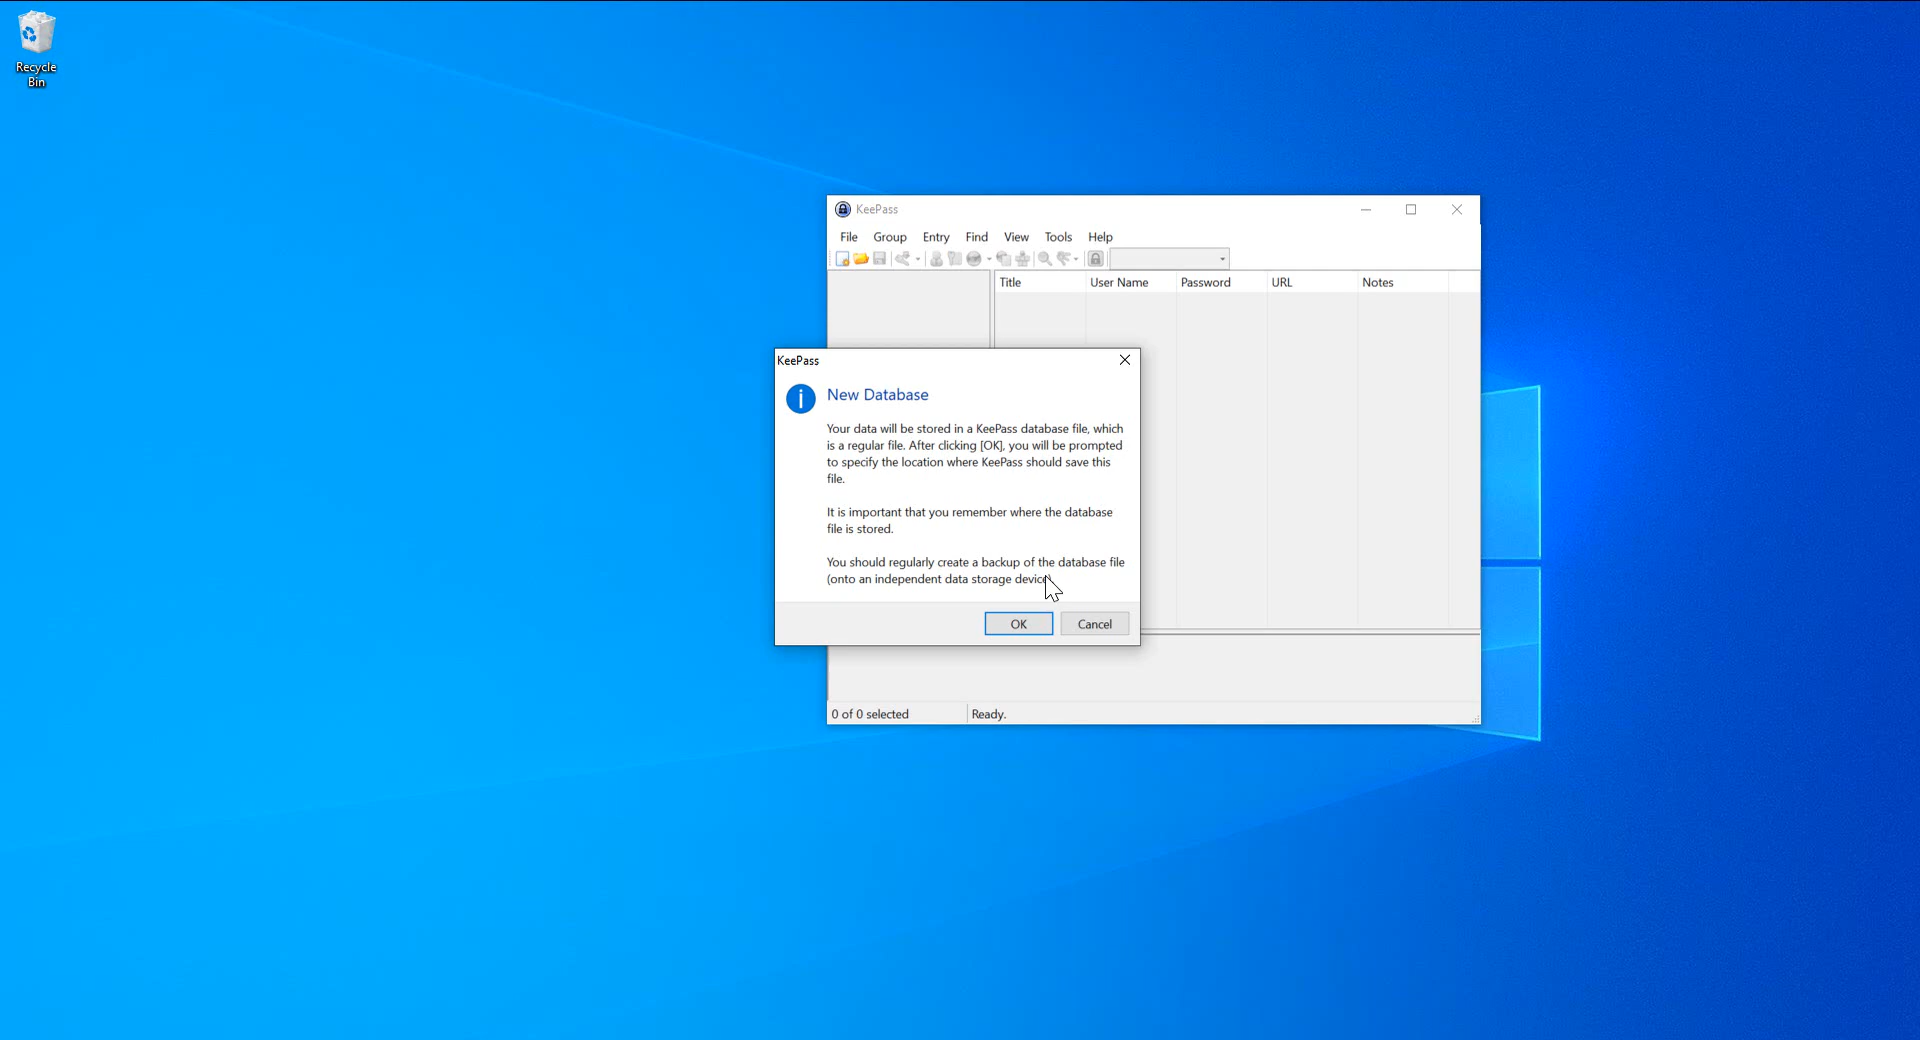 Recycle
Bin
KeePass
File Group Entry Find View Tools Help
Title User Name Password URL Notes
KeePass
New Database
Your data will be stored in a KeePass database file, which
is a regular file. After clicking [OK], you will be prompted
to specify the location where KeePass should save this
file.
It is important that you remember where the database
file is stored.
You should regularly create a backup of the database file
(onto an independent data storage device
OK Cancel
0 of 0 selected Ready.